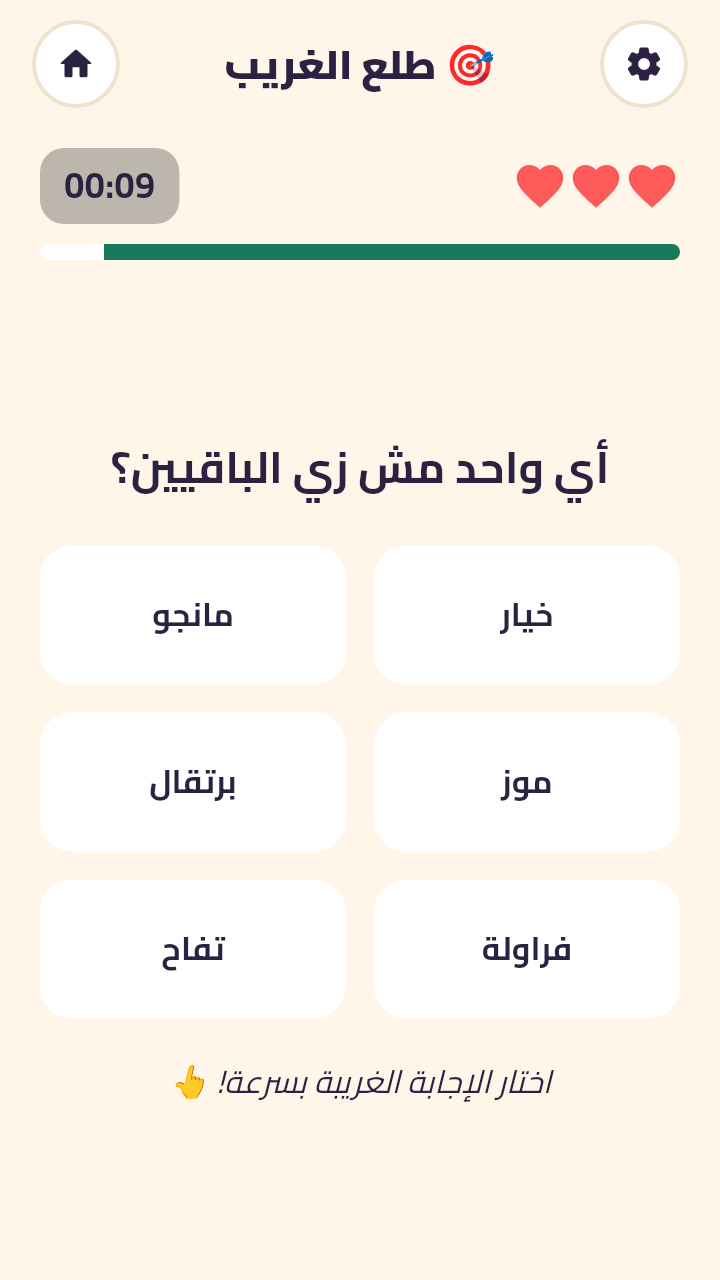 🎯 طلع الغريب
00:09
أي واحد مش زي الباقيين؟
خيار
مانجو
موز
برتقال
فراولة
تفاح
اختار الإجابة الغريبة بسرعة! 👆